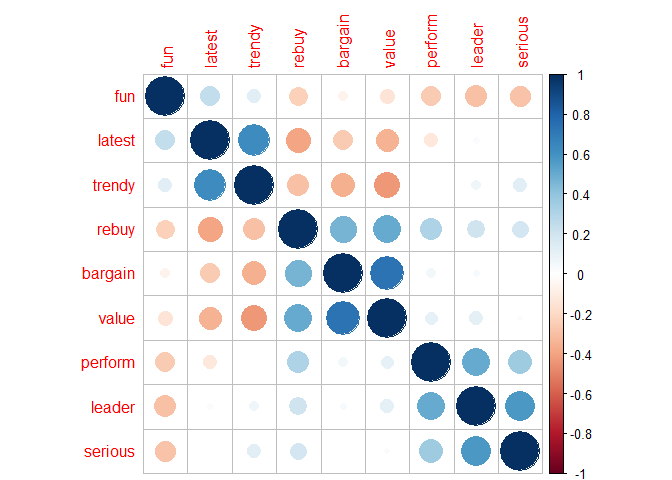 fun latest trendy rebuy bargain value perform leader serious
fun
latest
trendy
rebuy
bargain
value
perform
leader
serious
1
0.8
0.6
0.4
0.2
0
-0.2
-0.4
-0.6
-0.8
-1